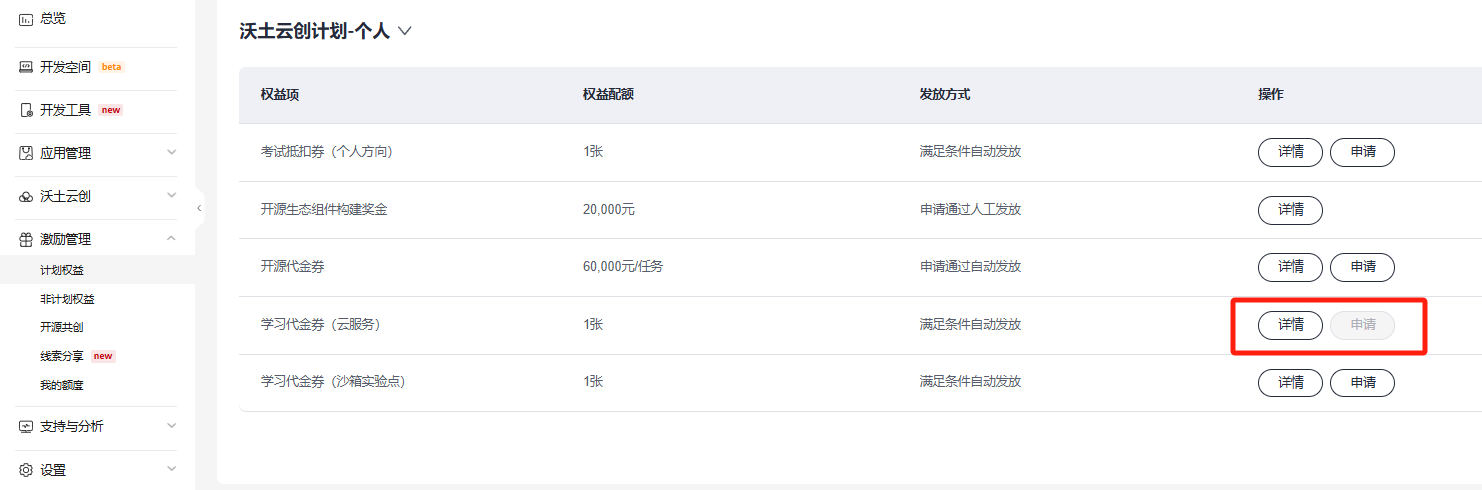 总览
开发空间 beta
开发工具 new
应用管理
沃土云创
激励管理
计划权益
非计划权益
开源共创
线索分享 new
我的额度
支持与分析
设置
沃土云创计划-个人
权益项 权益配额 发放方式 操作
考试抵扣券（个人方向） 1张 满足条件自动发放 详情 申请
开源生态组件构建奖金 20,000元 申请通过人工发放 详情
开源代金券 60,000元/任务 申请通过自动发放 详情 申请
学习代金券（云服务） 1张 满足条件自动发放 详情 申请
学习代金券（沙箱实验点） 1张 满足条件自动发放 详情 申请